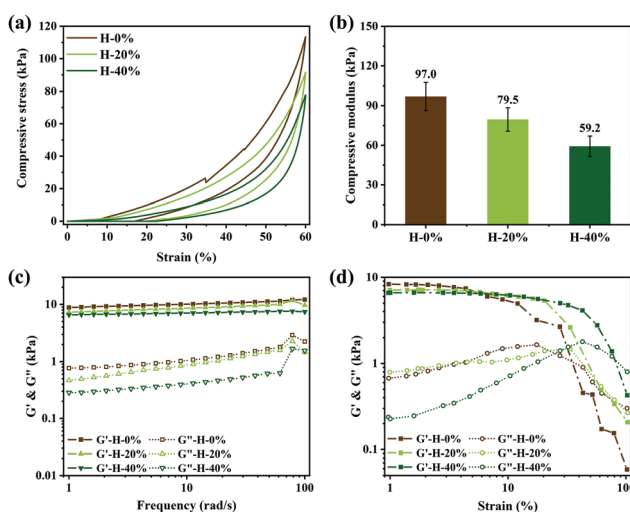 (a)
H-0%
H-20%
H-40%
Compressive stress (kPa)
120
100
80
60
40
20
0
0 10 20 30 40 50 60
Strain (%)
(b)
Compressive modulus (kPa)
150
120
90
60
30
0
97.0
79.5
59.2
H-0% H-20% H-40%
(c)
G' & G" (kPa)
10
1
0.1
0.01
G'-H-0% G"-H-0%
G'-H-20% G"-H-20%
G'-H-40% G"-H-40%
1 10 100
Frequency (rad/s)
(d)
G' & G" (kPa)
10
1
0.1
G'-H-0% G"-H-0%
G'-H-20% G"-H-20%
G'-H-40% G"-H-40%
1 10 100
Strain (%)